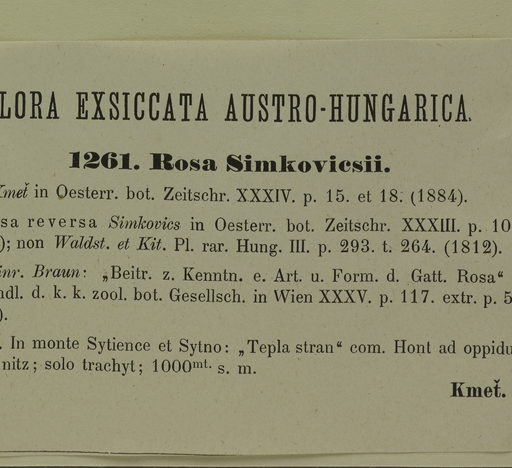 LORA EXSICCATA AUSTRO-HUNGARICA.
1261. Rosa Simkovicsii.
Kmeť in Oesterr. bot. Zeitschr. XXXIV. p. 15. et 18. (1884).
sa reversa Simkovics in Oesterr. bot. Zeitschr. XXXIII. p. 10
); non Waldst. et Kit. Pl. rar. Hung. III. p. 293. t. 264. (1812).
inr. Braun: „Beitr. z. Kenntn. e. Art. u. Form. d. Gatt. Rosa“
ndl. d. k. k. zool. bot. Gesellsch. in Wien XXXV. p. 117. extr. p. 5
).
. In monte Sytience et Sytno: „Tepla stran“ com. Hont ad oppidu
nitz; solo trachyt; 1000mt. s. m.
Kmeť.